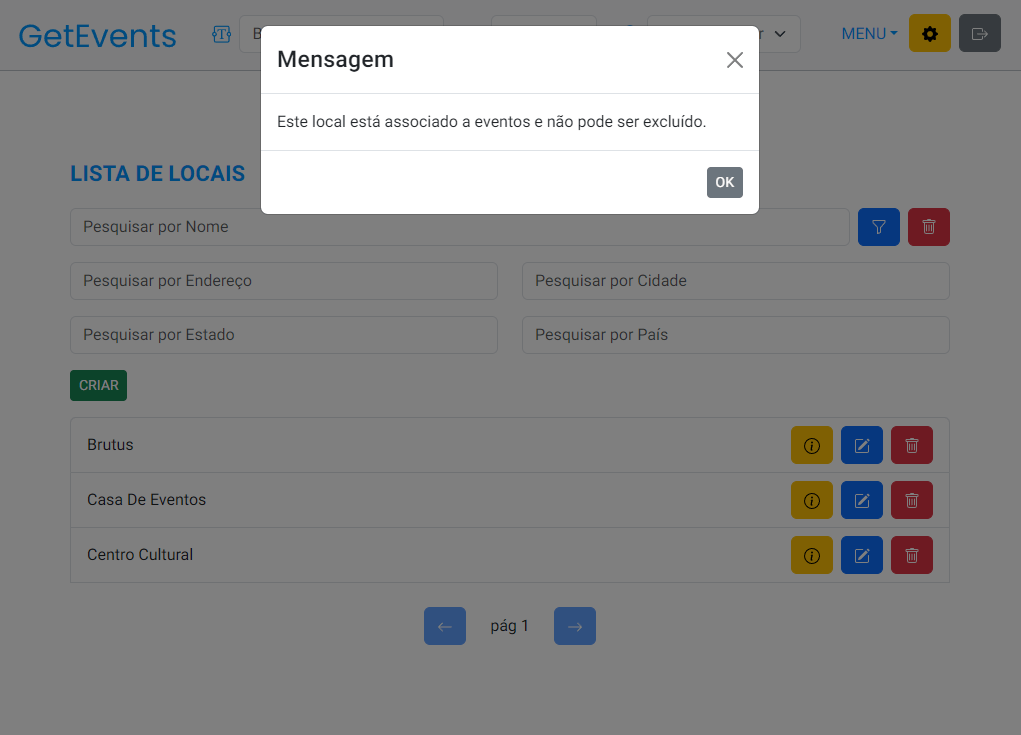 GetEvents
MENU
Mensagem
Este local está associado a eventos e não pode ser excluído.
OK
LISTA DE LOCAIS
Pesquisar por Nome
Pesquisar por Endereço
Pesquisar por Cidade
Pesquisar por Estado
Pesquisar por País
CRIAR
Brutus
Casa De Eventos
Centro Cultural
pág 1